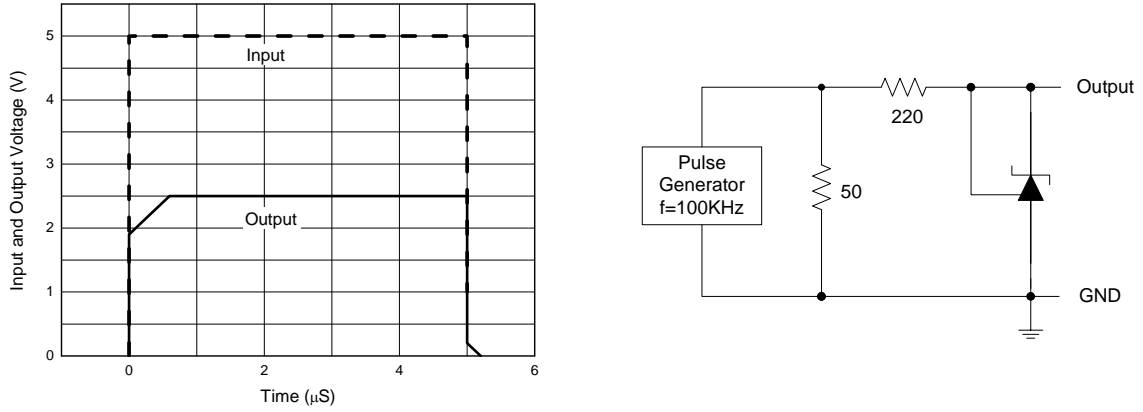 Input and Output Voltage (V)
5
4
3
2
1
0
Input
Output
0
2
4
6
Time (μS)
Output
220
Pulse
Generator
f=100KHz
50
GND